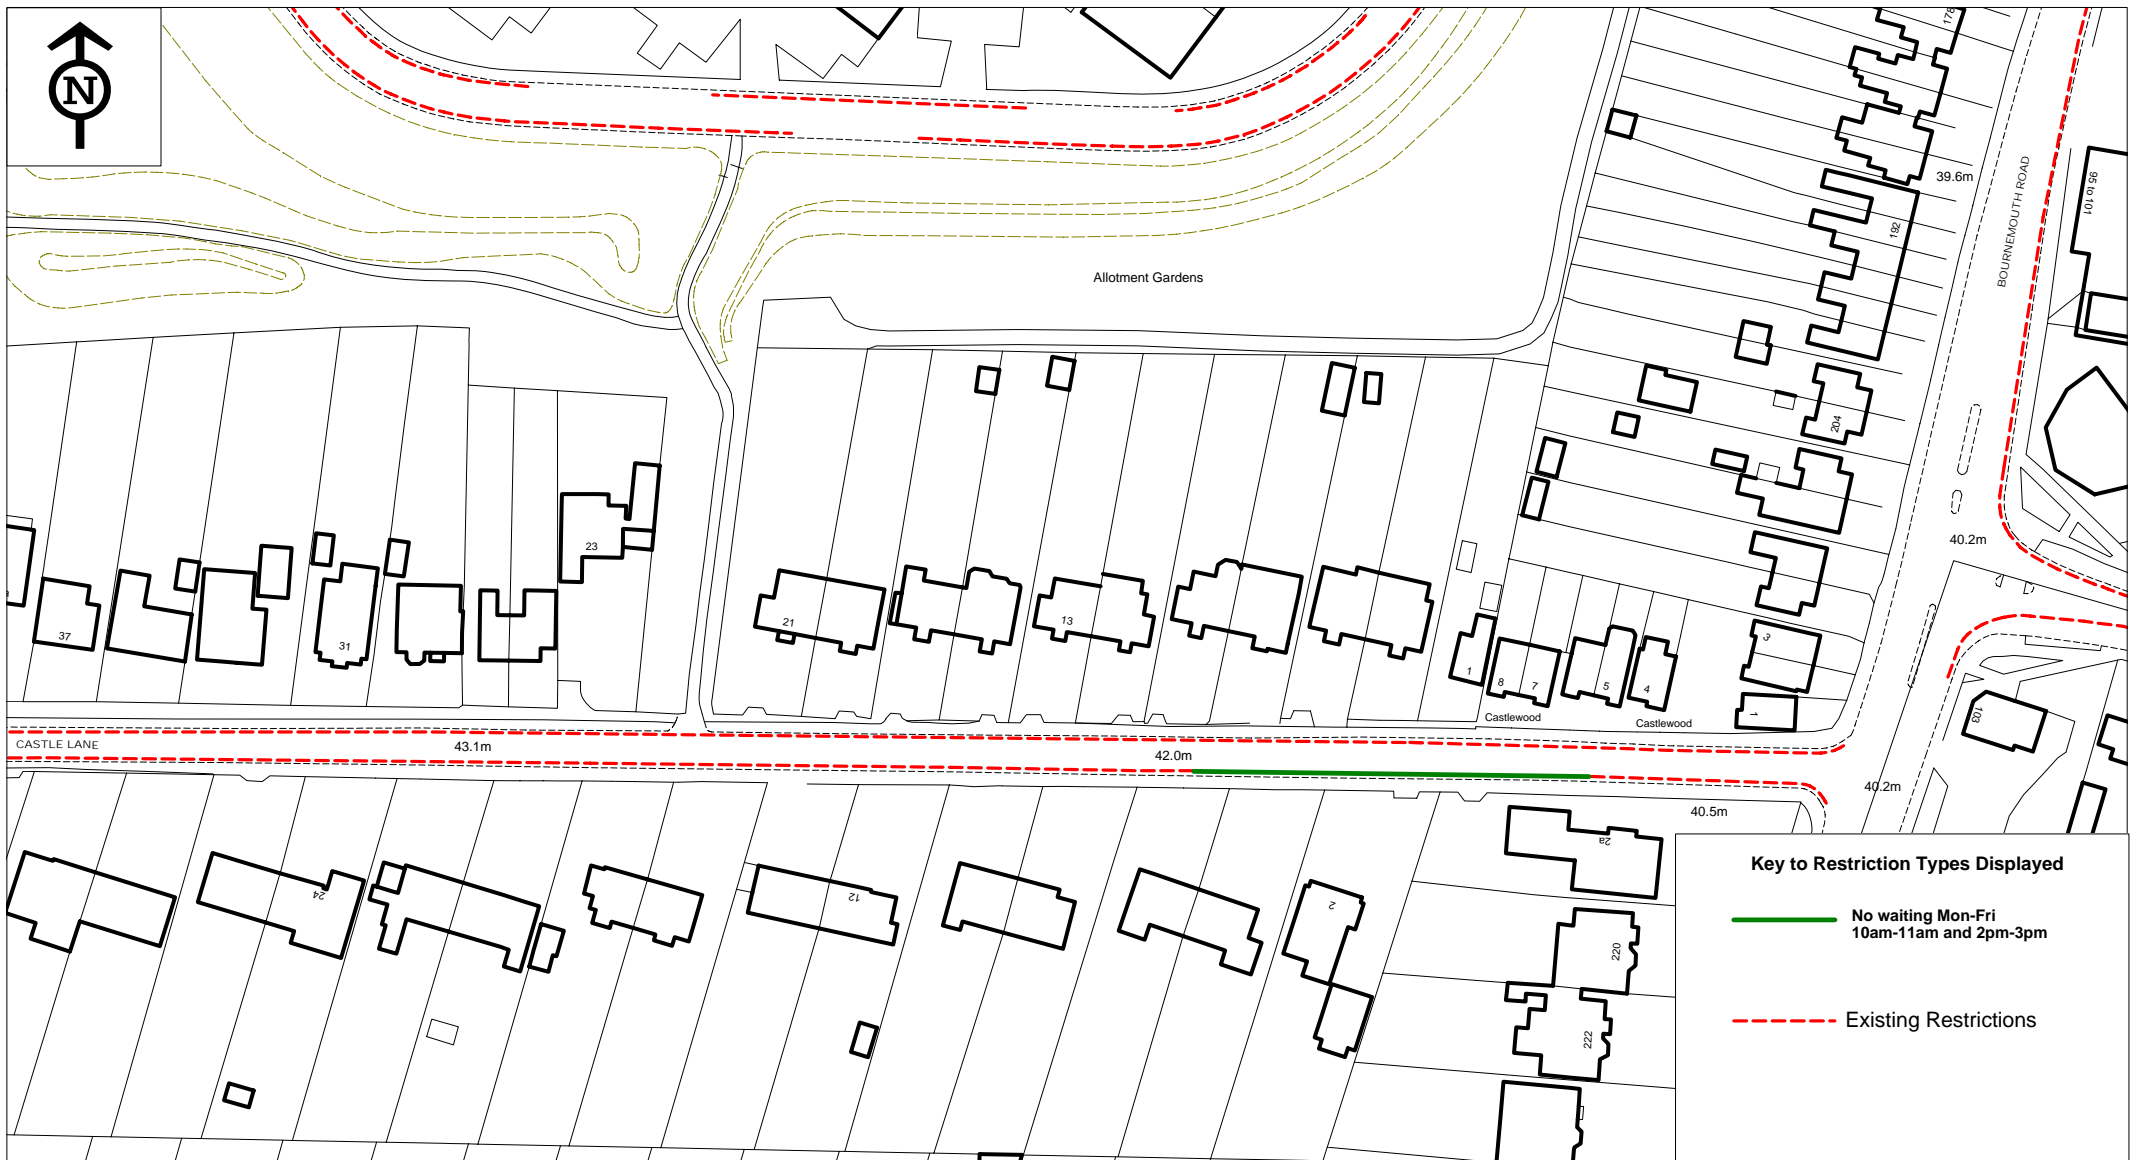 N
178
39.6m
BOURNEMOUTH ROAD
95 to 101
192
Allotment Gardens
204
40.2m
23
37
31
21
13
1
8
7
5
4
3
1
103
Castlewood
Castlewood
CASTLE LANE
43.1m
42.0m
40.2m
40.5m
2a
24
12
2
220
222
Key to Restriction Types Displayed
No waiting Mon-Fri
10am-11am and 2pm-3pm
Existing Restrictions